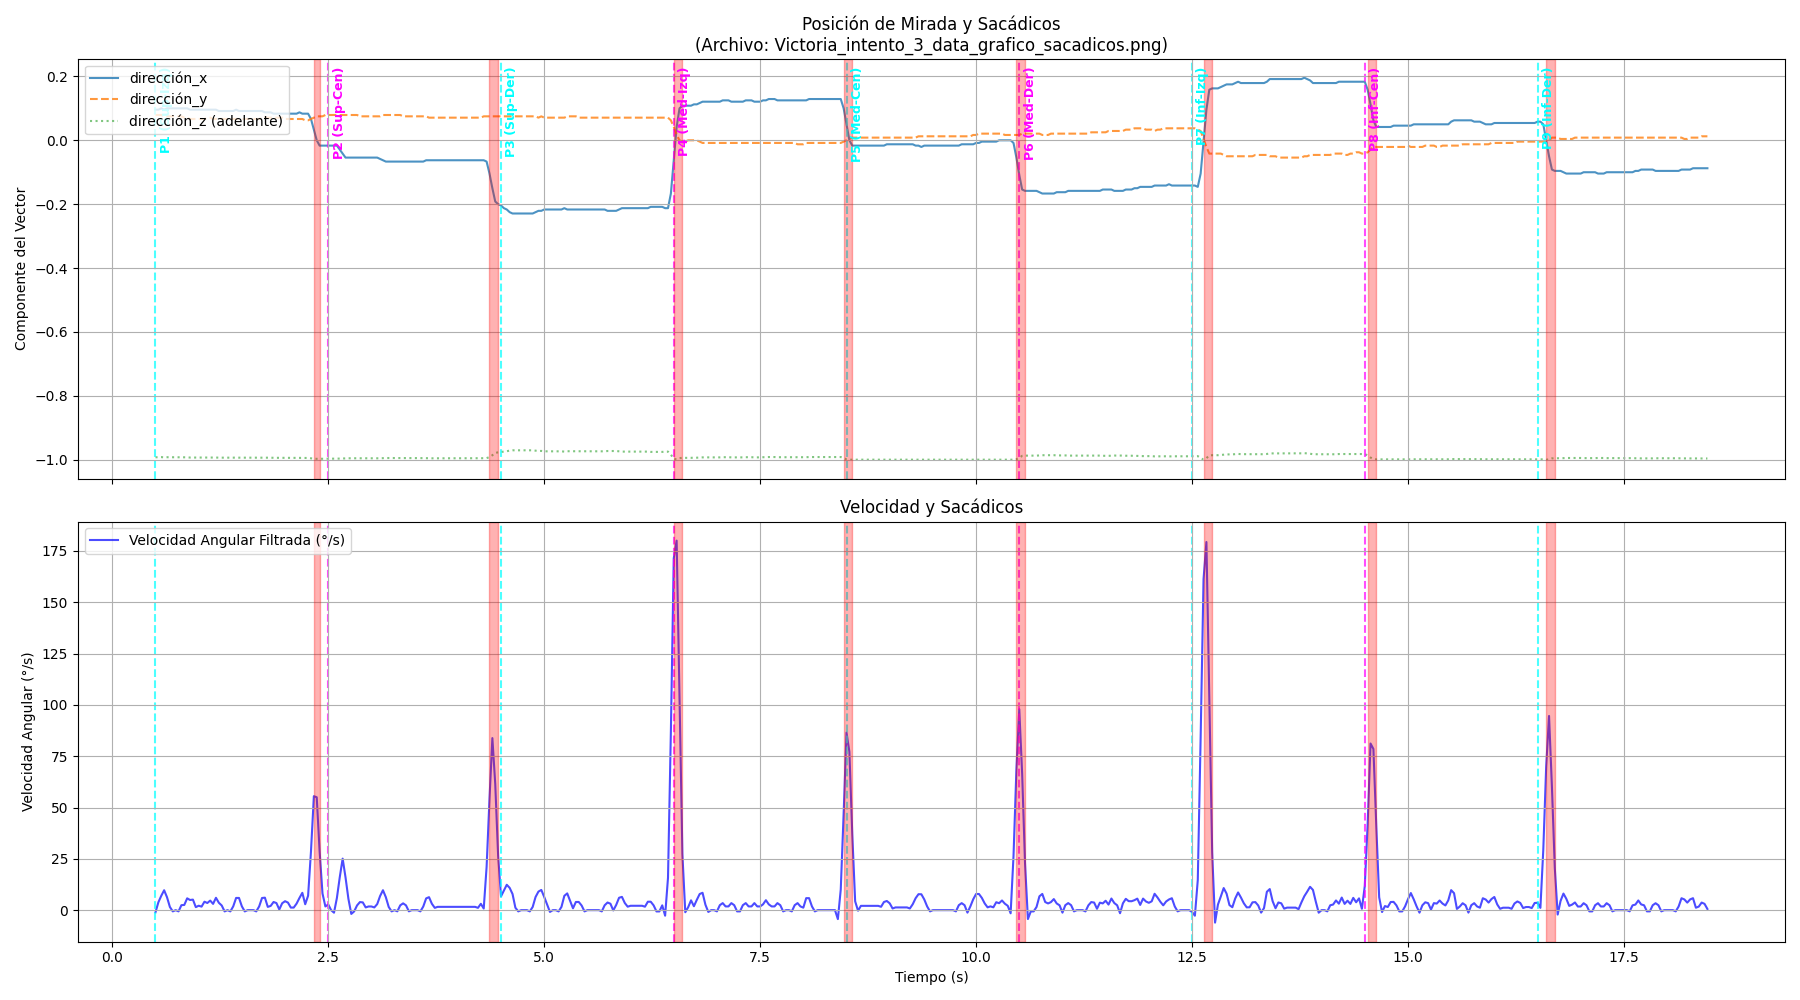 Posición de Mirada y Sacádicos
(Archivo: Victoria_intento_3_data_grafico_sacadicos.png)
dirección_x
dirección_y
dirección_z (adelante)
P1
P2 (Sup-Cen)
P3 (Sup-Der)
P4 (Med-Izq)
P5 (Med-Cen)
P6 (Med-Der)
P7 (Inf-Izq)
P8 (Inf-Cen)
P9 (Inf-Der)
0.2
0.0
−0.2
−0.4
−0.6
−0.8
−1.0
Componente del Vector
Velocidad y Sacádicos
Velocidad Angular Filtrada (°/s)
175
150
125
100
75
50
25
0
Velocidad Angular (°/s)
0.0 2.5 5.0 7.5 10.0 12.5 15.0 17.5
Tiempo (s)